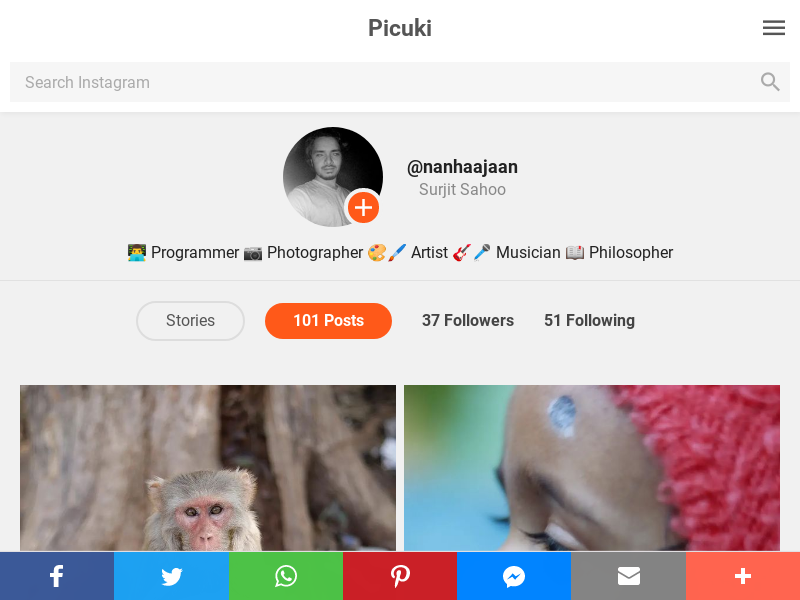 Picuki
Search Instagram
@nanhaajaan
Surjit Sahoo
👨‍💻 Programmer 📷 Photographer 🎨🖌️ Artist 🎸🎤 Musician 📖 Philosopher
Stories 101 Posts 37 Followers 51 Following